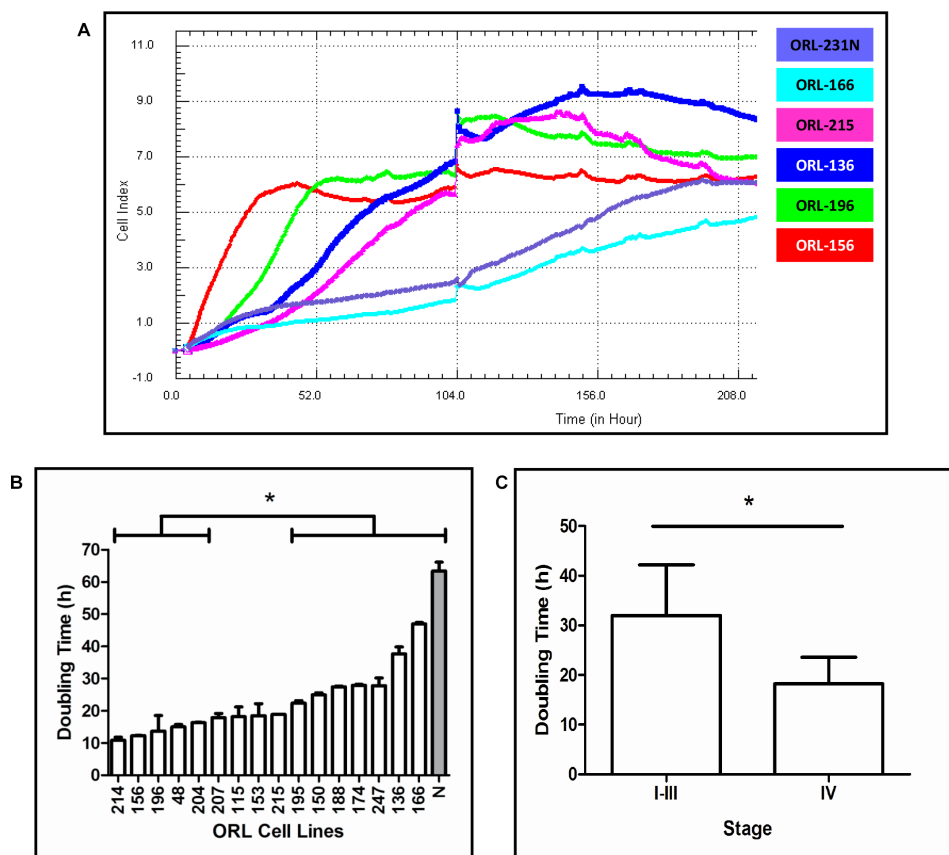 A
11.0
9.0
7.0
5.0
3.0
1.0
-1.0
Cell Index
0.0 52.0 104.0 156.0 208.0
Time (in Hour)
ORL-231N
ORL-166
ORL-215
ORL-136
ORL-196
ORL-156
B
*
70
60
50
40
30
20
10
0
Doubling Time (h)
214 156 196 48 204 207 115 153 215 195 150 188 174 247 136 166 N
ORL Cell Lines
C
*
50
40
30
20
10
0
Doubling Time (h)
I-III IV
Stage